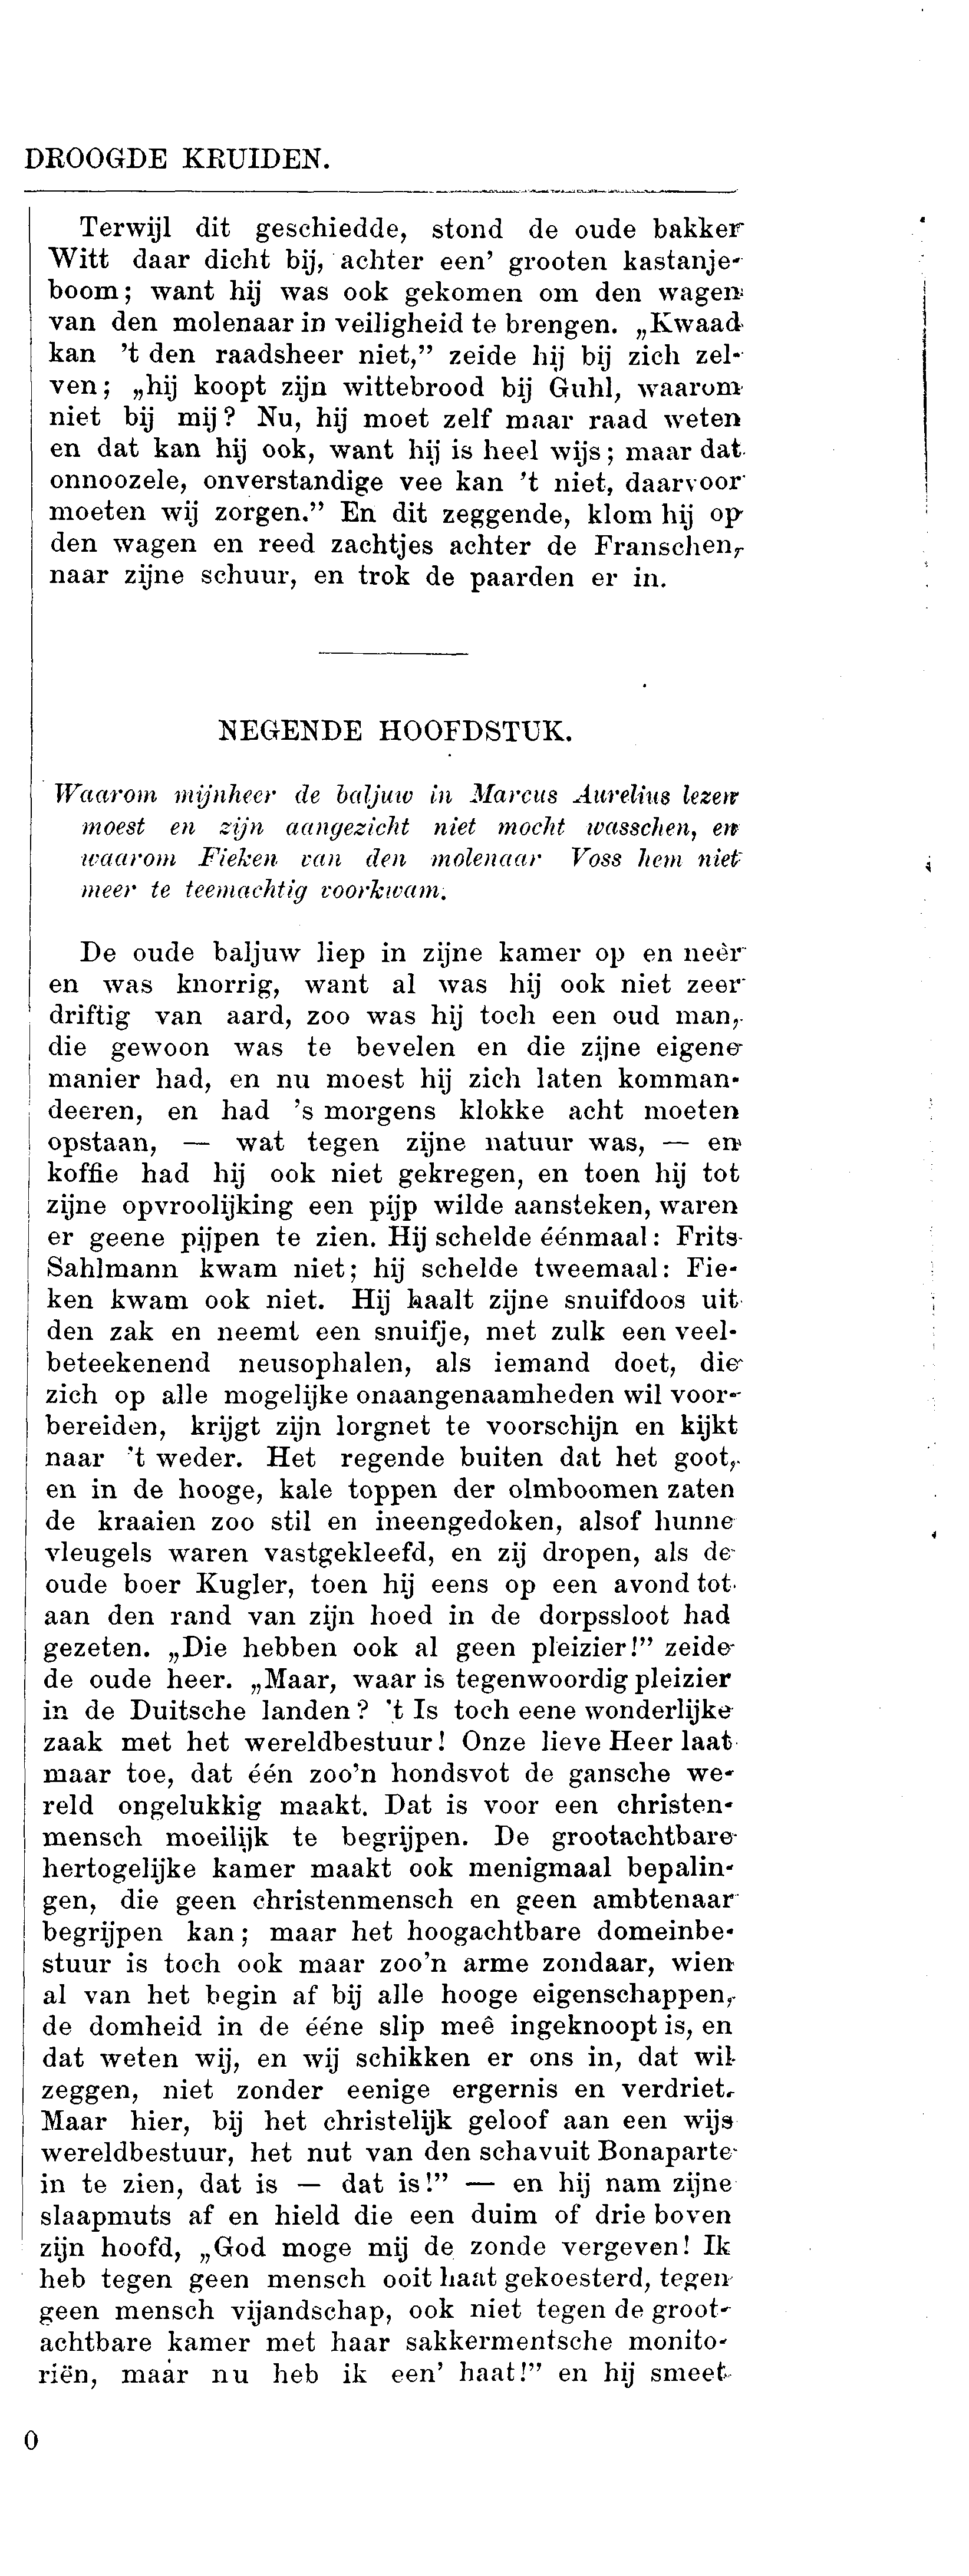 DROOGDE KRUIDEN.
Terwijl dit geschiedde, stond de oude bakker
Witt daar dicht bij, achter een' grooten kastanje-
boom; want hij was ook gekomen om den wagen
van den molenaar in veiligheid te brengen. „Kwaad
kan 't den raadsheer niet,” zeide hij bij zich zel-
ven; „hij koopt zijn wittebrood bij Guhl, waarom
niet bij mij? Nu, hij moet zelf maar raad weten
en dat kan hij ook, want hij is heel wijs; maar dat
onnoozele, onverstandige vee kan 't niet, daarvoor
moeten wij zorgen.” En dit zeggende, klom hij op
den wagen en reed zachtjes achter de Franschen,
naar zijne schuur, en trok de paarden er in.
NEGENDE HOOFDSTUK.
Waarom mijnheer de baljuw in Marcus Aurelius lezen
moest en zijn aangezicht niet mocht wasschen, en
waarom Fieken van den molenaar Voss hem niet
meer te teemachtig voorkwam.
De oude baljuw liep in zijne kamer op en neêr
en was knorrig, want al was hij ook niet zeer
driftig van aard, zoo was hij toch een oud man,
die gewoon was te bevelen en die zijne eigene
manier had, en nu moest hij zich laten komman-
deeren, en had 's morgens klokke acht moeten
opstaan, — wat tegen zijne natuur was, — en
koffie had hij ook niet gekregen, en toen hij tot
zijne opvroolijking een pijp wilde aansteken, waren
er geene pijpen te zien. Hij schelde éénmaal: Frits
Sahlmann kwam niet; hij schelde tweemaal: Fie-
ken kwam ook niet. Hij haalt zijne snuifdoos uit
den zak en neemt een snuifje, met zulk een veel-
beteekenend neusophalen, als iemand doet, die
zich op alle mogelijke onaangenaamheden wil voor-
bereiden, krijgt zijn lorgnet te voorschijn en kijkt
naar 't weder. Het regende buiten dat het goot,
en in de hooge, kale toppen der olmboomen zaten
de kraaien zoo stil en ineengedoken, alsof hunne
vleugels waren vastgekleefd, en zij dropen, als de
oude boer Kugler, toen hij eens op een avond tot
aan den rand van zijn hoed in de dorpssloot had
gezeten. „Die hebben ook al geen pleizier!” zeide
de oude heer. „Maar, waar is tegenwoordig pleizier
in de Duitsche landen? 't Is toch eene wonderlijke
zaak met het wereldbestuur! Onze lieve Heer laat
maar toe, dat één zoo'n hondsvot de gansche we-
reld ongelukkig maakt. Dat is voor een christen-
mensch moeilijk te begrijpen. De grootachtbare
hertogelijke kamer maakt ook menigmaal bepalin-
gen, die geen christenmensch en geen ambtenaar
begrijpen kan; maar het hoogachtbare domeinbe-
stuur is toch ook maar zoo'n arme zondaar, wien
al van het begin af bij alle hooge eigenschappen,
de domheid in de ééne slip meê ingeknoopt is, en
dat weten wij, en wij schikken er ons in, dat wil
zeggen, niet zonder eenige ergernis en verdriet.
Maar hier, bij het christelijk geloof aan een wijs
wereldbestuur, het nut van den schavuit Bonaparte
in te zien, dat is — dat is!” — en hij nam zijne
slaapmuts af en hield die een duim of drie boven
zijn hoofd, „God moge mij de zonde vergeven! Ik
heb tegen geen mensch ooit haat gekoesterd, tegen
geen mensch vijandschap, ook niet tegen de groot-
achtbare kamer met haar sakkermentsche monito-
riën, maar nu heb ik een' haat!” en hij smeet
0